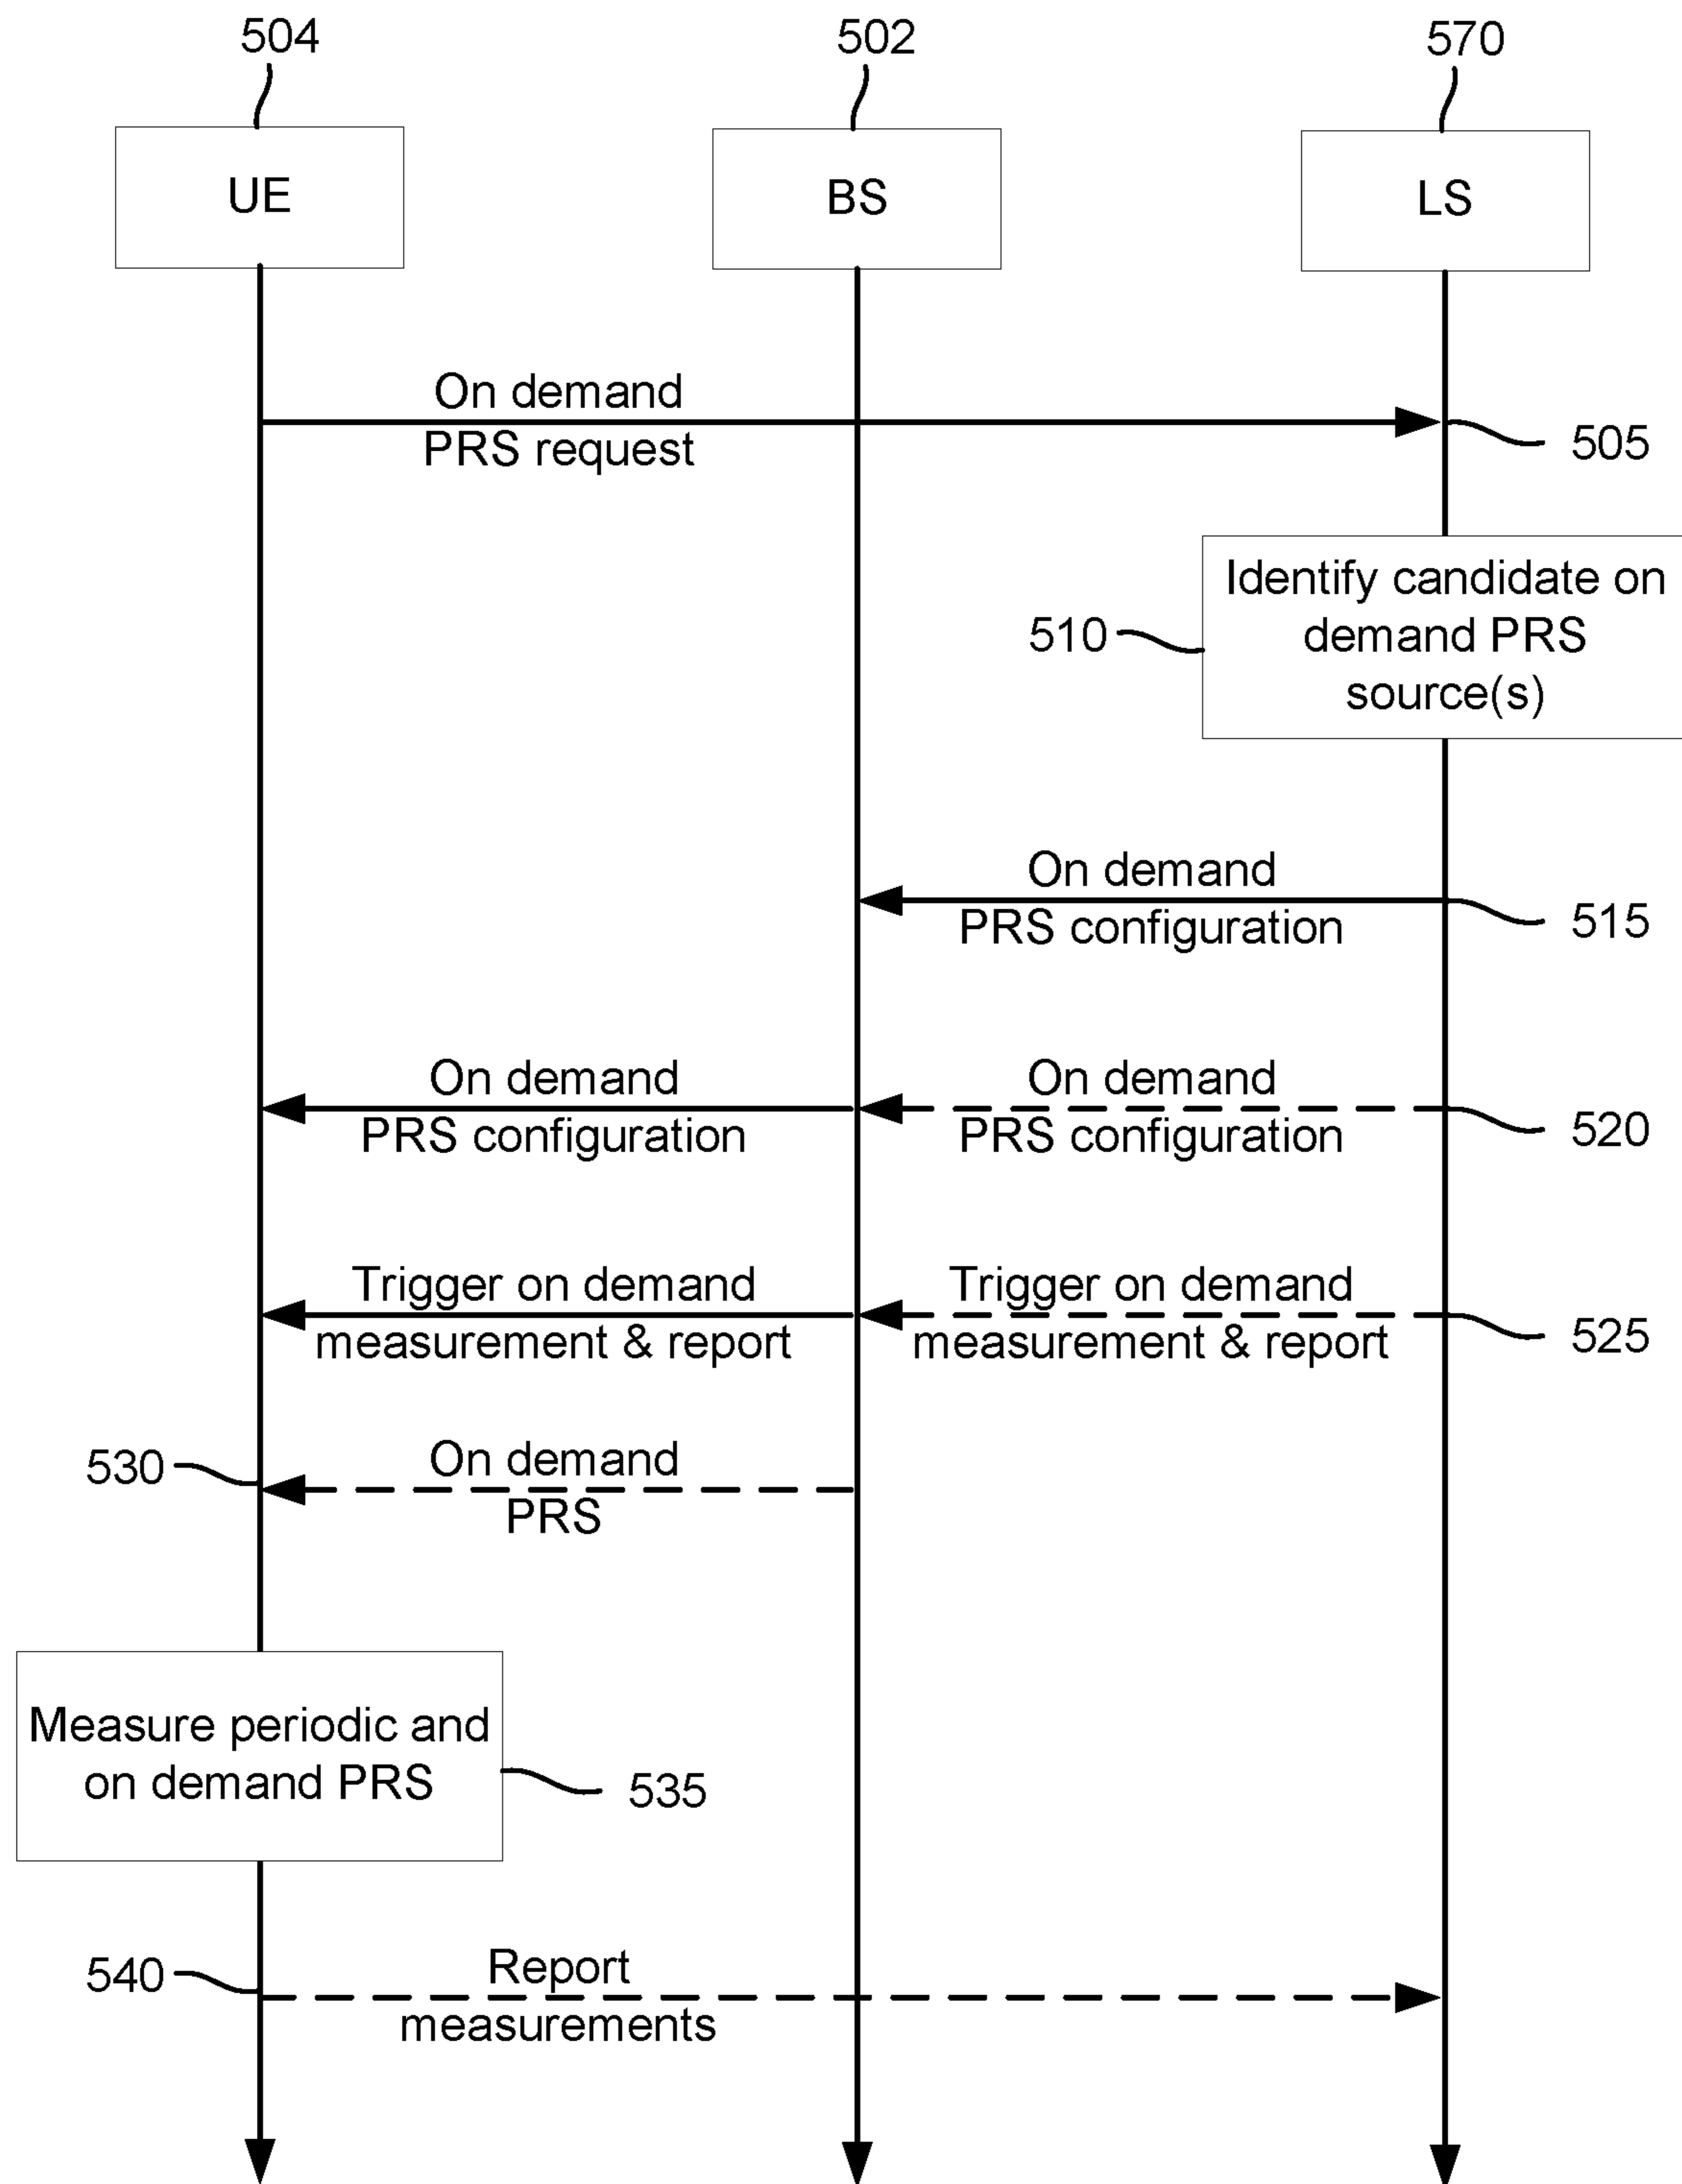 504
502
570
UE
BS
LS
On demand
PRS request
505
Identify candidate on
demand PRS
source(s)
510
On demand
PRS configuration
515
On demand
PRS configuration
On demand
PRS configuration
520
Trigger on demand
measurement & report
Trigger on demand
measurement & report
525
530
On demand
PRS
Measure periodic and
on demand PRS
535
540
Report
measurements